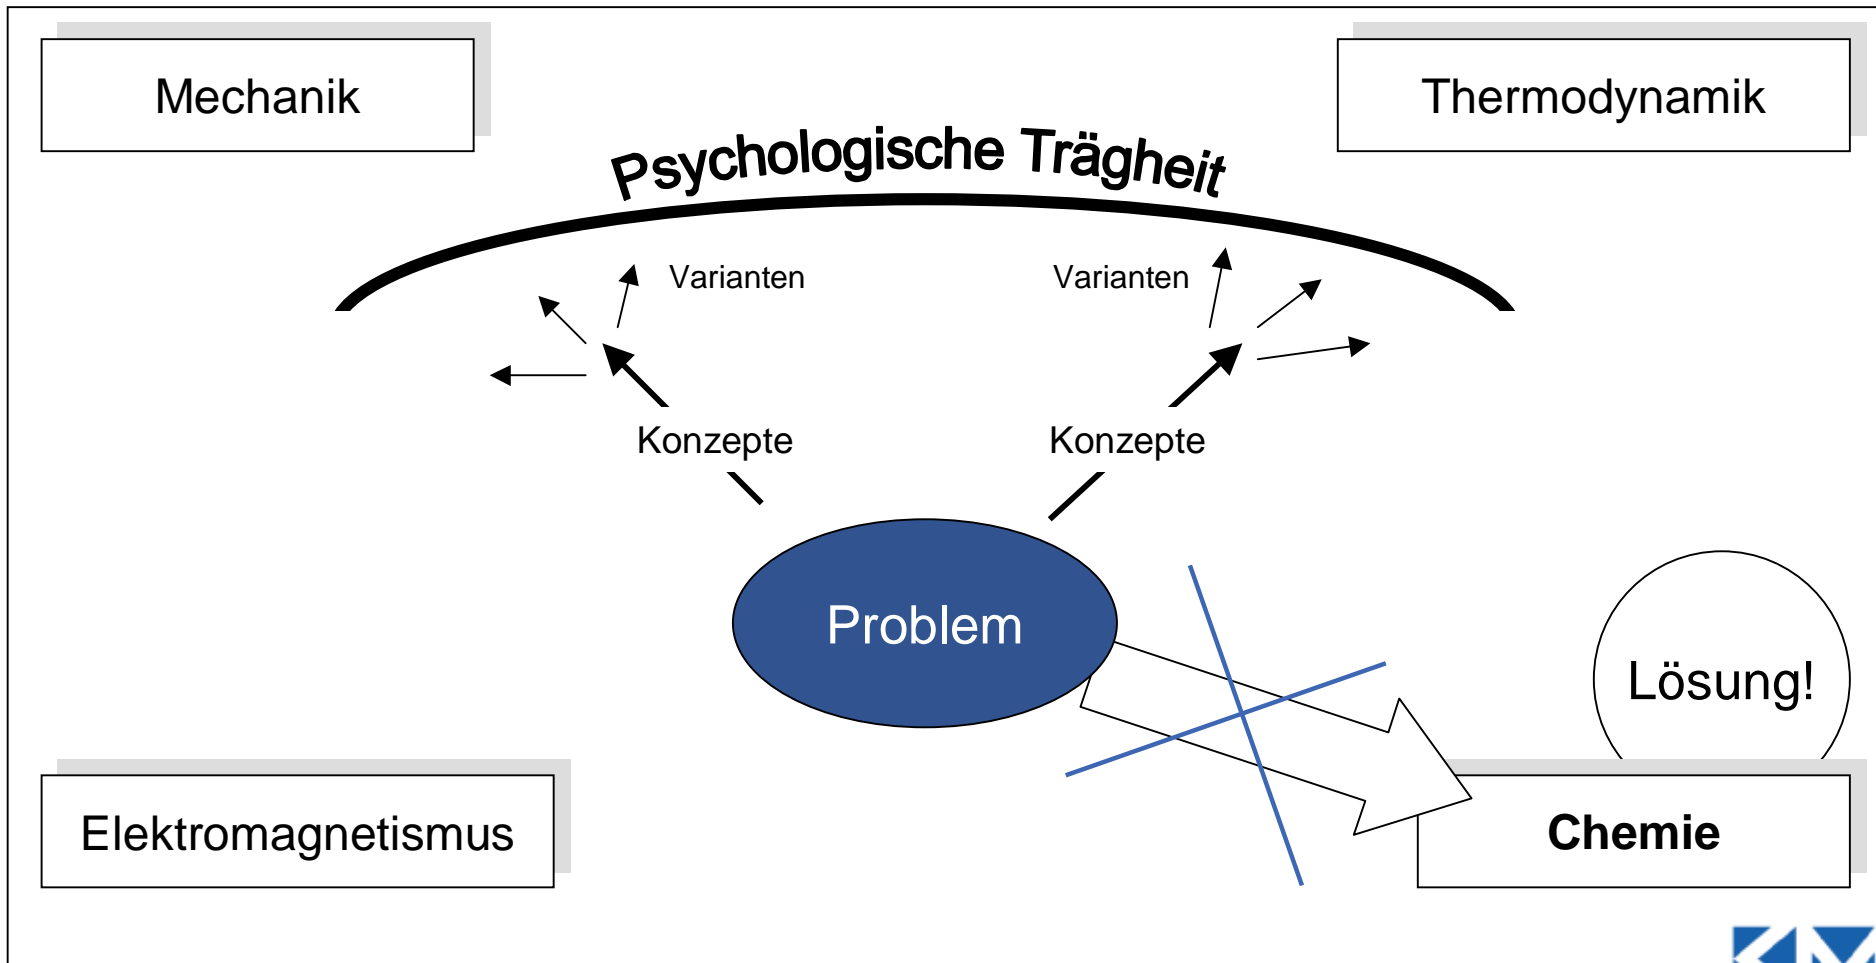 Mechanik
Thermodynamik
Psychologische Trägheit
Varianten
Varianten
Konzepte
Konzepte
Problem
Lösung!
Elektromagnetismus
Chemie